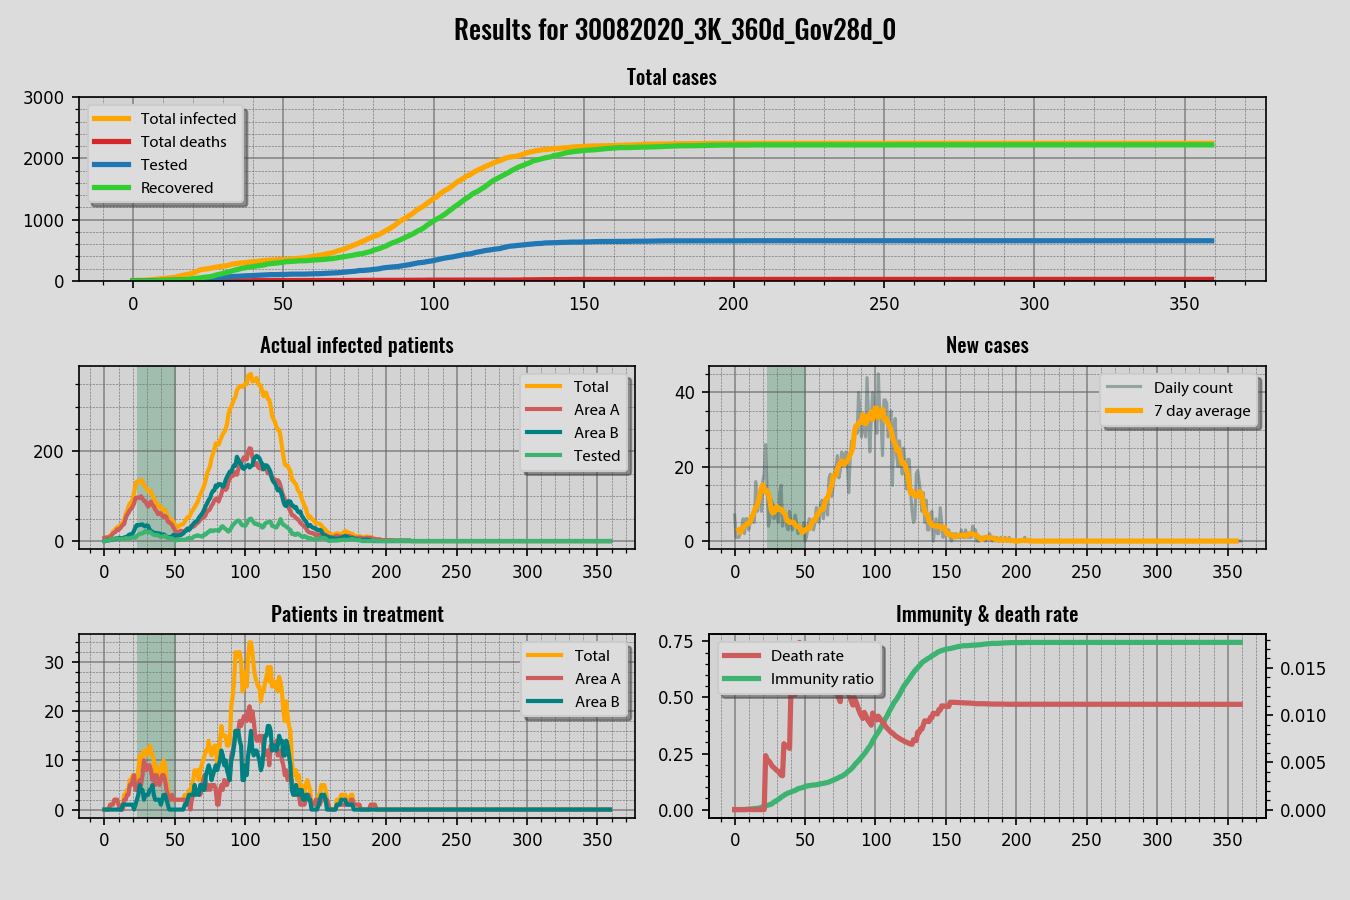 Results for 30082020_3K_360d_Gov28d_0
Total cases
3000
2000
1000
0
Total infected
Total deaths
Tested
Recovered
0 50 100 150 200 250 300 350
Actual infected patients
200
0
Total
Area A
Area B
Tested
0 50 100 150 200 250 300 350
New cases
40
20
0
Daily count
7 day average
0 50 100 150 200 250 300 350
Patients in treatment
30
20
10
0
Total
Area A
Area B
0 50 100 150 200 250 300 350
Immunity & death rate
0.75
0.50
0.25
0.00
Death rate
Immunity ratio
0.015
0.010
0.005
0.000
0 50 100 150 200 250 300 350